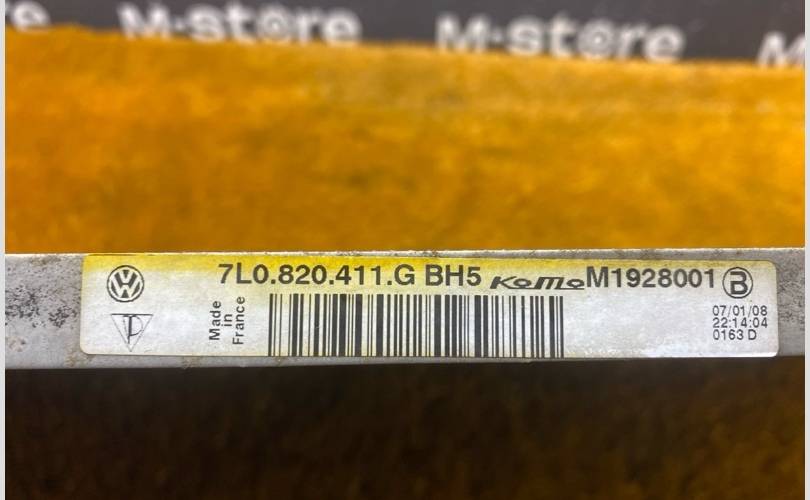 M·store M·store M
7L0.820.411.G BH5 KoMo M1928001 B
Made
in
France
07/01/08
22:14:04
0163 D